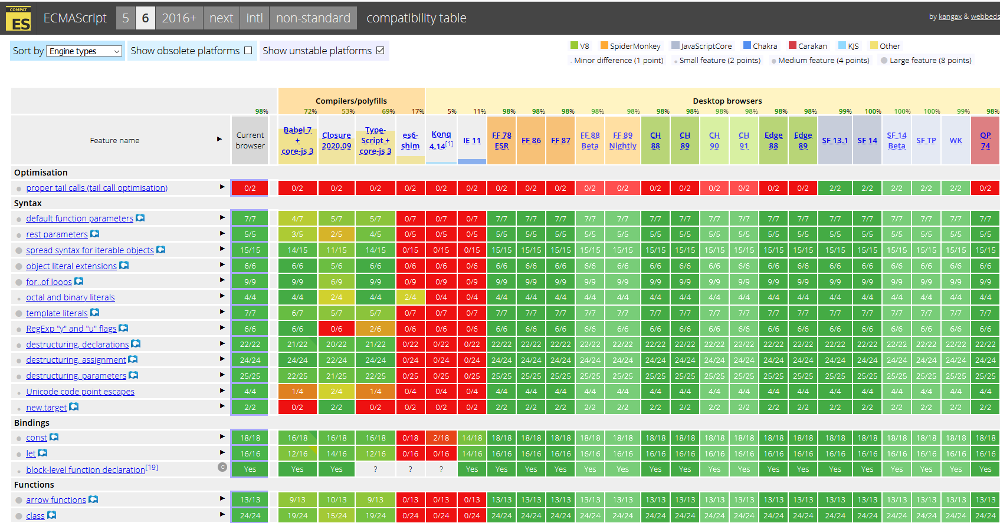 COMPAT
ES
ECMAScript 5 6 2016+ next intl non-standard compatibility table
by kangax & webbeds
Sort by Engine types Show obsolete platforms Show unstable platforms
V8 SpiderMonkey JavaScriptCore Chakra Carakan KJS Other
Minor difference (1 point) Small feature (2 points) Medium feature (4 points) Large feature (8 points)
Compilers/polyfills Desktop browsers
98% 72% 53% 69% 17% 5% 11% 98% 98% 98% 98% 98% 98% 98% 98% 98% 98% 98% 99% 100% 100% 100% 99% 98%
Feature name Current browser Babel 7 + core-js 3 Closure 2020.09 Type-Script + core-js 3 es6-shim Konq 4.14[1] IE 11 FF 78 ESR FF 86 FF 87 FF 88 Beta FF 89 Nightly CH 88 CH 89 CH 90 CH 91 Edge 88 Edge 89 SF 13.1 SF 14 SF 14 Beta SF TP WK OP 74
Optimisation
proper tail calls (tail call optimisation) 0/2 0/2 0/2 0/2 0/2 0/2 0/2 0/2 0/2 0/2 0/2 0/2 0/2 0/2 0/2 0/2 0/2 0/2 2/2 2/2 2/2 2/2 2/2 0/2
Syntax
default function parameters 7/7 4/7 5/7 5/7 0/7 0/7 0/7 7/7 7/7 7/7 7/7 7/7 7/7 7/7 7/7 7/7 7/7 7/7 7/7 7/7 7/7 7/7 7/7 7/7
rest parameters 5/5 3/5 2/5 4/5 0/5 0/5 0/5 5/5 5/5 5/5 5/5 5/5 5/5 5/5 5/5 5/5 5/5 5/5 5/5 5/5 5/5 5/5 5/5 5/5
spread syntax for iterable objects 15/15 14/15 11/15 14/15 0/15 0/15 0/15 15/15 15/15 15/15 15/15 15/15 15/15 15/15 15/15 15/15 15/15 15/15 15/15 15/15 15/15 15/15 15/15 15/15
object literal extensions 6/6 6/6 5/6 6/6 0/6 0/6 0/6 6/6 6/6 6/6 6/6 6/6 6/6 6/6 6/6 6/6 6/6 6/6 6/6 6/6 6/6 6/6 6/6 6/6
for..of loops 9/9 9/9 6/9 9/9 0/9 0/9 0/9 9/9 9/9 9/9 9/9 9/9 9/9 9/9 9/9 9/9 9/9 9/9 9/9 9/9 9/9 9/9 9/9 9/9
octal and binary literals 4/4 4/4 2/4 4/4 2/4 0/4 0/4 4/4 4/4 4/4 4/4 4/4 4/4 4/4 4/4 4/4 4/4 4/4 4/4 4/4 4/4 4/4 4/4 4/4
template literals 7/7 6/7 5/7 5/7 0/7 0/7 0/7 7/7 7/7 7/7 7/7 7/7 7/7 7/7 7/7 7/7 7/7 7/7 7/7 7/7 7/7 7/7 7/7 7/7
RegExp "y" and "u" flags 6/6 6/6 0/6 2/6 0/6 0/6 0/6 6/6 6/6 6/6 6/6 6/6 6/6 6/6 6/6 6/6 6/6 6/6 6/6 6/6 6/6 6/6 6/6 6/6
destructuring, declarations 22/22 21/22 20/22 21/22 0/22 0/22 0/22 22/22 22/22 22/22 22/22 22/22 22/22 22/22 22/22 22/22 22/22 22/22 22/22 22/22 22/22 22/22 22/22 22/22
destructuring, assignment 24/24 24/24 22/24 24/24 0/24 0/24 0/24 24/24 24/24 24/24 24/24 24/24 24/24 24/24 24/24 24/24 24/24 24/24 24/24 24/24 24/24 24/24 24/24 24/24
destructuring, parameters 25/25 22/25 21/25 22/25 0/25 0/25 0/25 25/25 25/25 25/25 25/25 25/25 25/25 25/25 25/25 25/25 25/25 25/25 25/25 25/25 25/25 25/25 25/25 25/25
Unicode code point escapes 4/4 1/4 2/4 1/4 0/4 0/4 0/4 4/4 4/4 4/4 4/4 4/4 4/4 4/4 4/4 4/4 4/4 4/4 4/4 4/4 4/4 4/4 4/4 4/4
new.target 2/2 0/2 2/2 0/2 0/2 0/2 0/2 2/2 2/2 2/2 2/2 2/2 2/2 2/2 2/2 2/2 2/2 2/2 2/2 2/2 2/2 2/2 2/2 2/2
Bindings
const 18/18 16/18 16/18 16/18 0/18 2/18 14/18 18/18 18/18 18/18 18/18 18/18 18/18 18/18 18/18 18/18 18/18 18/18 18/18 18/18 18/18 18/18 18/18 18/18
let 16/16 12/16 14/16 12/16 0/16 0/16 14/16 16/16 16/16 16/16 16/16 16/16 16/16 16/16 16/16 16/16 16/16 16/16 16/16 16/16 16/16 16/16 16/16 16/16
block-level function declaration[19] C Yes Yes Yes ? ? ? Yes Yes Yes Yes Yes Yes Yes Yes Yes Yes Yes Yes Yes Yes Yes Yes Yes Yes
Functions
arrow functions 13/13 9/13 10/13 9/13 0/13 0/13 0/13 13/13 13/13 13/13 13/13 13/13 13/13 13/13 13/13 13/13 13/13 13/13 13/13 13/13 13/13 13/13 13/13 13/13
class 24/24 19/24 15/24 19/24 0/24 0/24 0/24 24/24 24/24 24/24 24/24 24/24 24/24 24/24 24/24 24/24 24/24 24/24 24/24 24/24 24/24 24/24 24/24 24/24